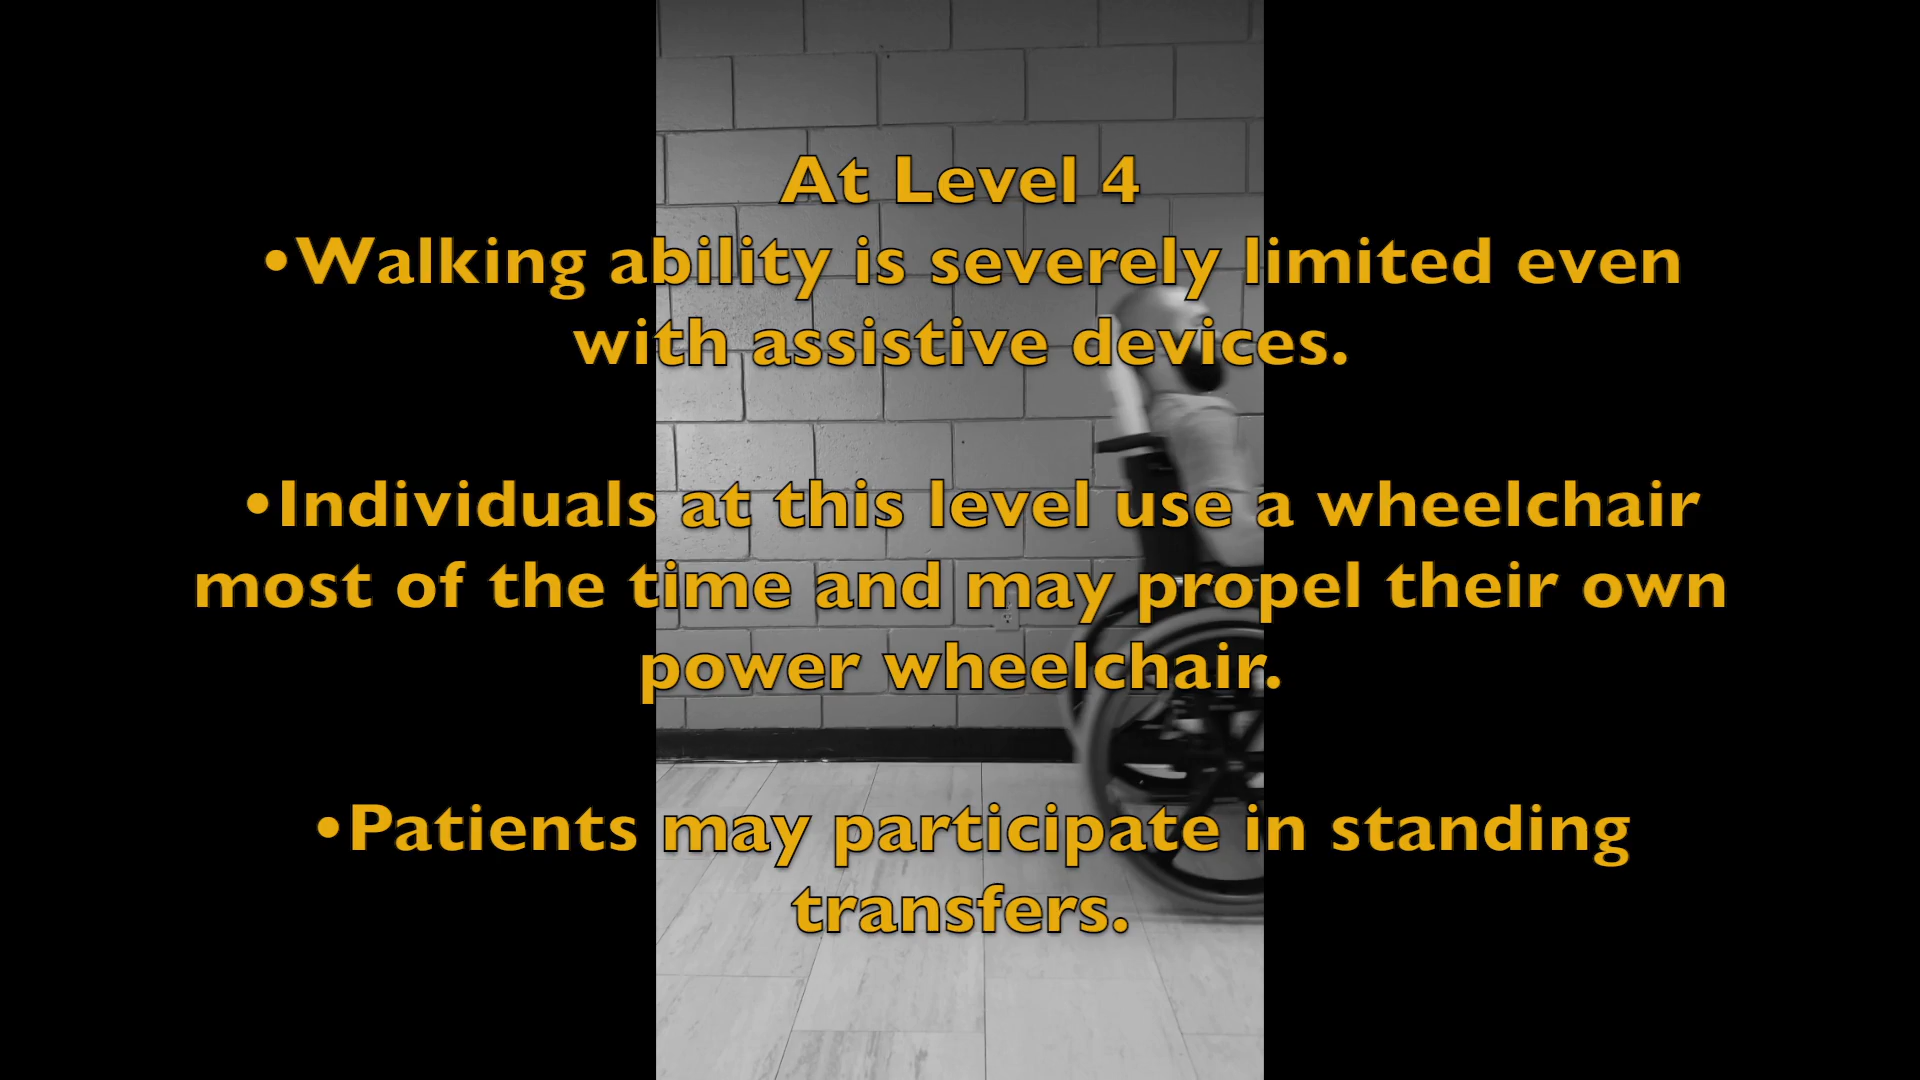 At Level 4
•Walking ability is severely limited even
with assistive devices.
•Individuals at this level use a wheelchair
most of the time and may propel their own
power wheelchair.
•Patients may participate in standing
transfers.